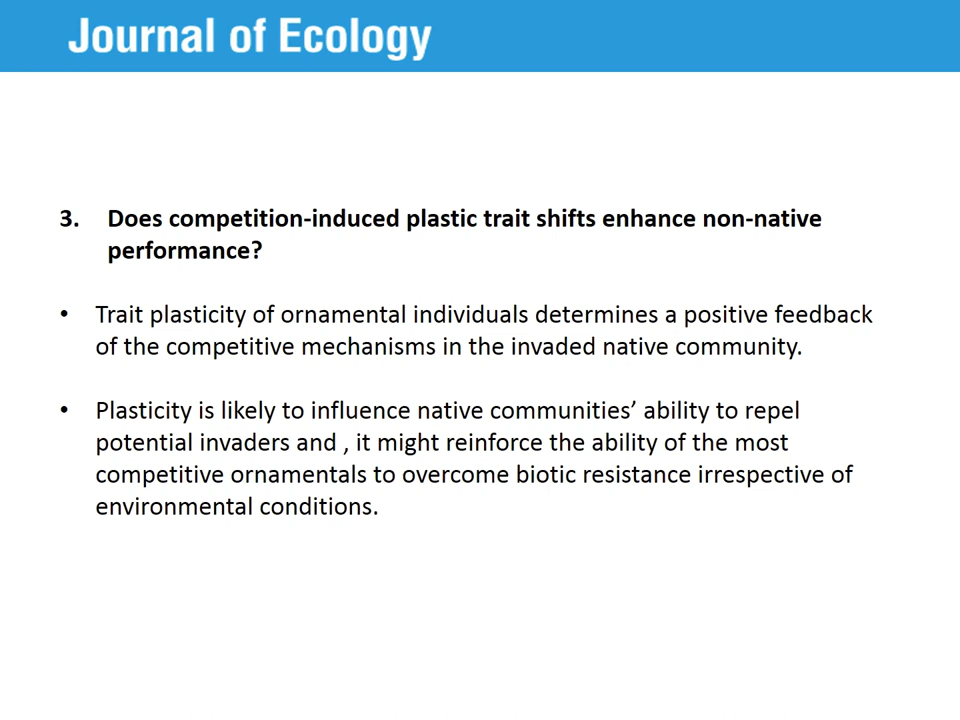 Journal of Ecology
3. Does competition-induced plastic trait shifts enhance non-native
performance?
• Trait plasticity of ornamental individuals determines a positive feedback
of the competitive mechanisms in the invaded native community.
• Plasticity is likely to influence native communities’ ability to repel
potential invaders and , it might reinforce the ability of the most
competitive ornamentals to overcome biotic resistance irrespective of
environmental conditions.